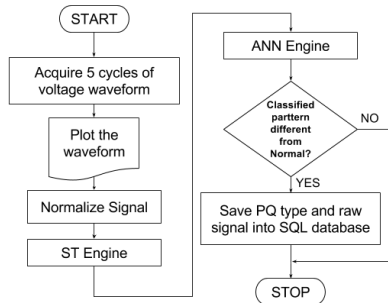 START
Acquire 5 cycles of
voltage waveform
Plot the
waveform
Normalize Signal
ST Engine
ANN Engine
Classified
parttern
different
from
Normal?
NO
YES
Save PQ type and raw
signal into SQL database
STOP